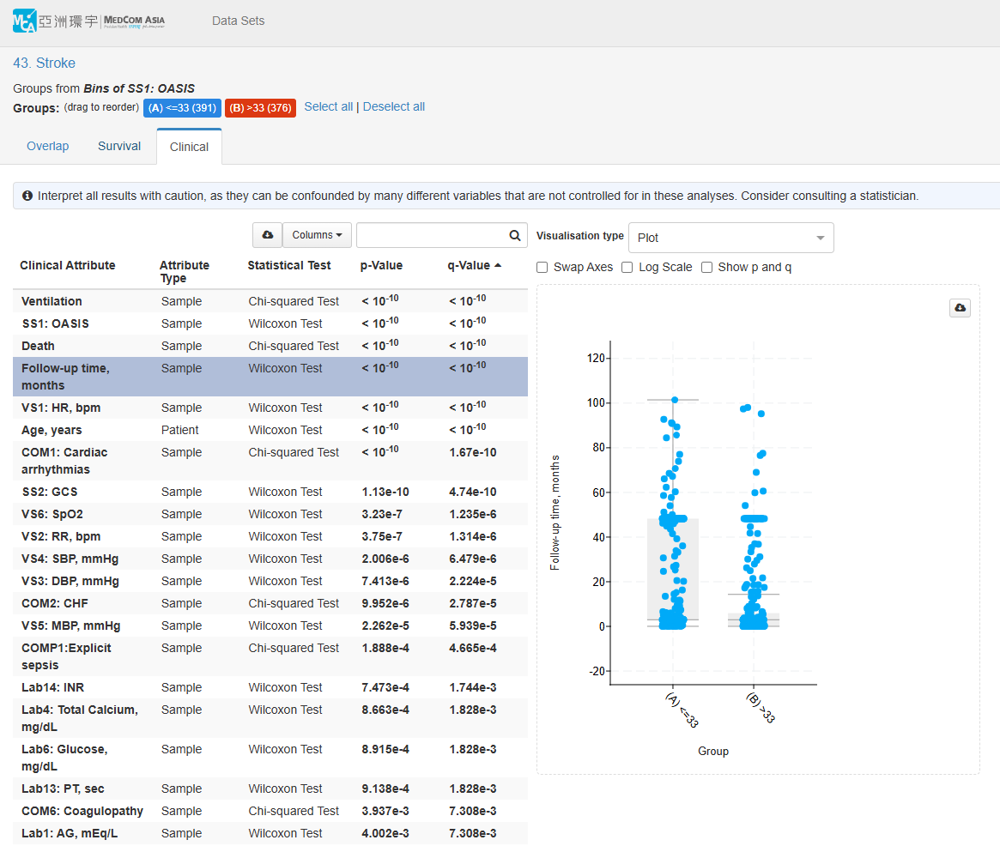 MCA 亞洲環宇 MEDCOM ASIA
Data Sets
43. Stroke
Groups from Bins of SS1: OASIS
Groups: (drag to reorder) (A) <=33 (391) (B) >33 (376) Select all | Deselect all
Overlap Survival Clinical
Interpret all results with caution, as they can be confounded by many different variables that are not controlled for in these analyses. Consider consulting a statistician.
Columns
Clinical Attribute Attribute Type Statistical Test p-Value q-Value
Ventilation Sample Chi-squared Test < 10-10 < 10-10
SS1: OASIS Sample Wilcoxon Test < 10-10 < 10-10
Death Sample Chi-squared Test < 10-10 < 10-10
Follow-up time, months Sample Wilcoxon Test < 10-10 < 10-10
VS1: HR, bpm Sample Wilcoxon Test < 10-10 < 10-10
Age, years Patient Wilcoxon Test < 10-10 < 10-10
COM1: Cardiac arrhythmias Sample Chi-squared Test < 10-10 1.67e-10
SS2: GCS Sample Wilcoxon Test 1.13e-10 4.74e-10
VS6: SpO2 Sample Wilcoxon Test 3.23e-7 1.235e-6
VS2: RR, bpm Sample Wilcoxon Test 3.75e-7 1.314e-6
VS4: SBP, mmHg Sample Wilcoxon Test 2.006e-6 6.479e-6
VS3: DBP, mmHg Sample Wilcoxon Test 7.413e-6 2.224e-5
COM2: CHF Sample Chi-squared Test 9.952e-6 2.787e-5
VS5: MBP, mmHg Sample Wilcoxon Test 2.262e-5 5.939e-5
COMP1:Explicit sepsis Sample Chi-squared Test 1.888e-4 4.665e-4
Lab14: INR Sample Wilcoxon Test 7.473e-4 1.744e-3
Lab4: Total Calcium, mg/dL Sample Wilcoxon Test 8.663e-4 1.828e-3
Lab6: Glucose, mg/dL Sample Wilcoxon Test 8.915e-4 1.828e-3
Lab13: PT, sec Sample Wilcoxon Test 9.138e-4 1.828e-3
COM6: Coagulopathy Sample Chi-squared Test 3.937e-3 7.308e-3
Lab1: AG, mEq/L Sample Wilcoxon Test 4.002e-3 7.308e-3
Visualisation type Plot
Swap Axes Log Scale Show p and q
120
100
80
60
40
20
0
-20
Follow-up time, months
(A) <=33
(B) >33
Group